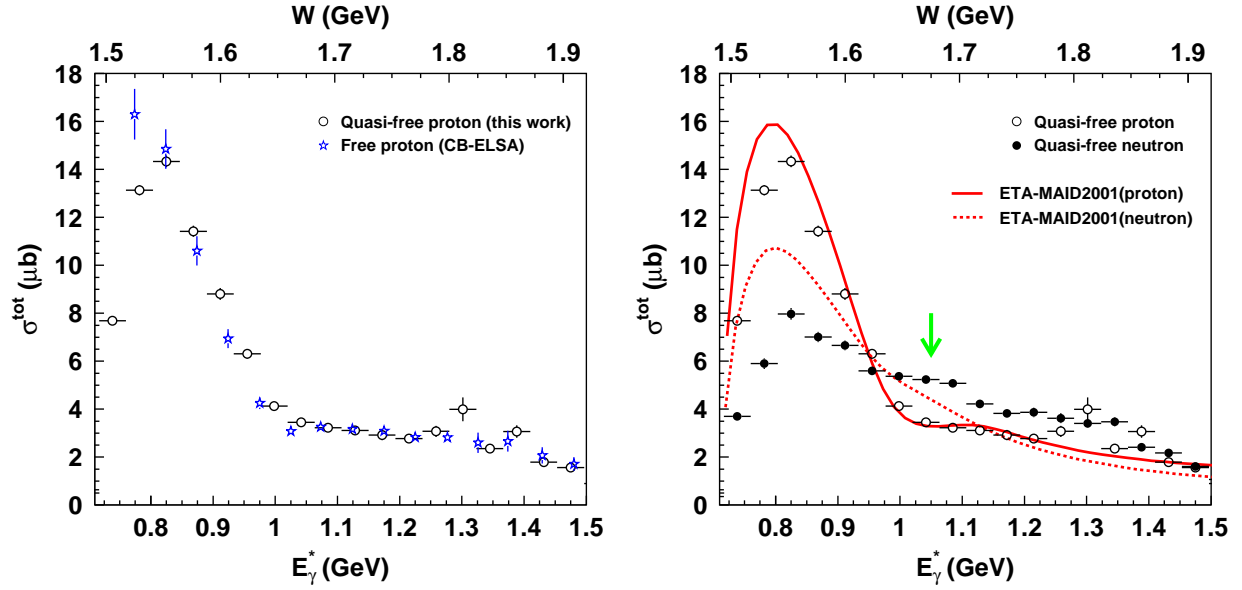 W (GeV)
1.5 1.6 1.7 1.8 1.9
18
16
14
12
10
8
6
4
2
0
σ^tot (μb)
Quasi-free proton (this work)
Free proton (CB-ELSA)
0.8 0.9 1 1.1 1.2 1.3 1.4 1.5
E*γ (GeV)
W (GeV)
1.5 1.6 1.7 1.8 1.9
18
16
14
12
10
8
6
4
2
0
σ^tot (μb)
Quasi-free proton
Quasi-free neutron
ETA-MAID2001(proton)
ETA-MAID2001(neutron)
0.8 0.9 1 1.1 1.2 1.3 1.4 1.5
E*γ (GeV)